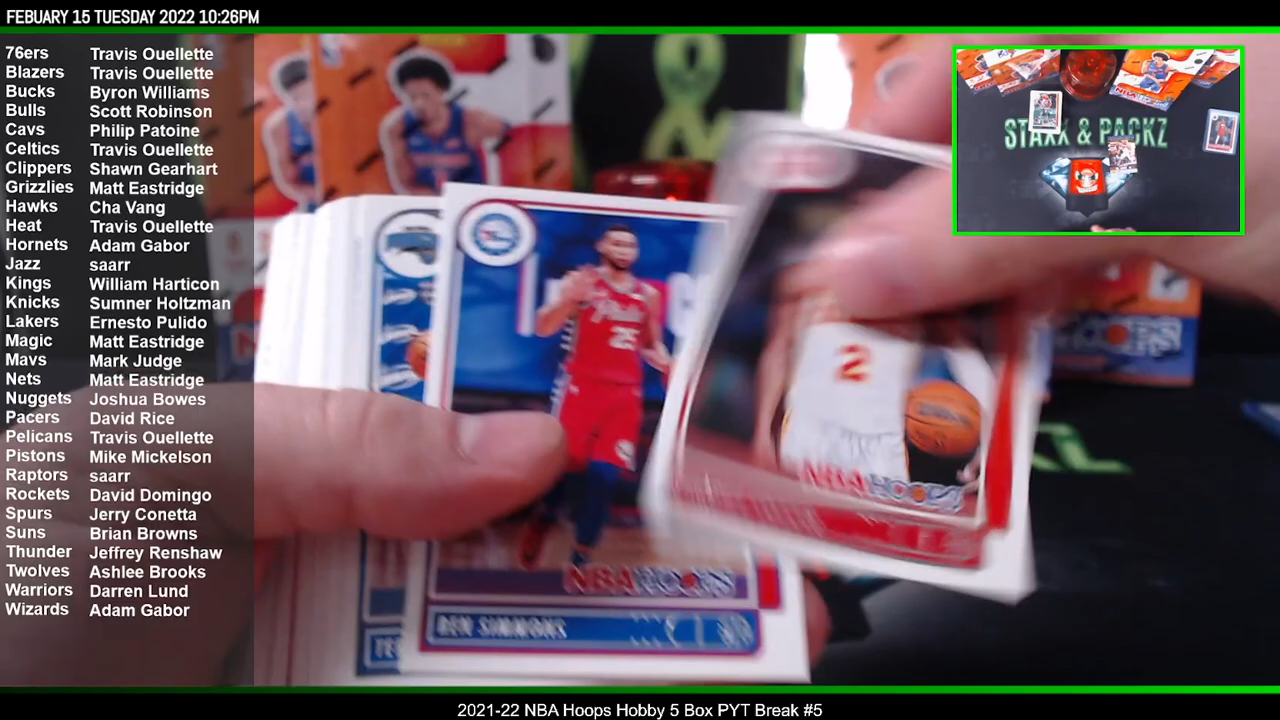 FEBUARY 15 TUESDAY 2022 10:26PM
76ers Travis Ouellette
Blazers Travis Ouellette
Bucks Byron Williams
Bulls Scott Robinson
Cavs Philip Patoine
Celtics Travis Ouellette
Clippers Shawn Gearhart
Grizzlies Matt Eastridge
Hawks Cha Vang
Heat Travis Ouellette
Hornets Adam Gabor
Jazz saarr
Kings William Harticon
Knicks Sumner Holtzman
Lakers Ernesto Pulido
Magic Matt Eastridge
Mavs Mark Judge
Nets Matt Eastridge
Nuggets Joshua Bowes
Pacers David Rice
Pelicans Travis Ouellette
Pistons Mike Mickelson
Raptors saarr
Rockets David Domingo
Spurs Jerry Conetta
Suns Brian Browns
Thunder Jeffrey Renshaw
Twolves Ashlee Brooks
Warriors Darren Lund
Wizards Adam Gabor
STAXX & PACKZ
Phila
25
NBA HOOPS
BEN SIMMONS
2
NBA HOOPS
2021-22 NBA Hoops Hobby 5 Box PYT Break #5